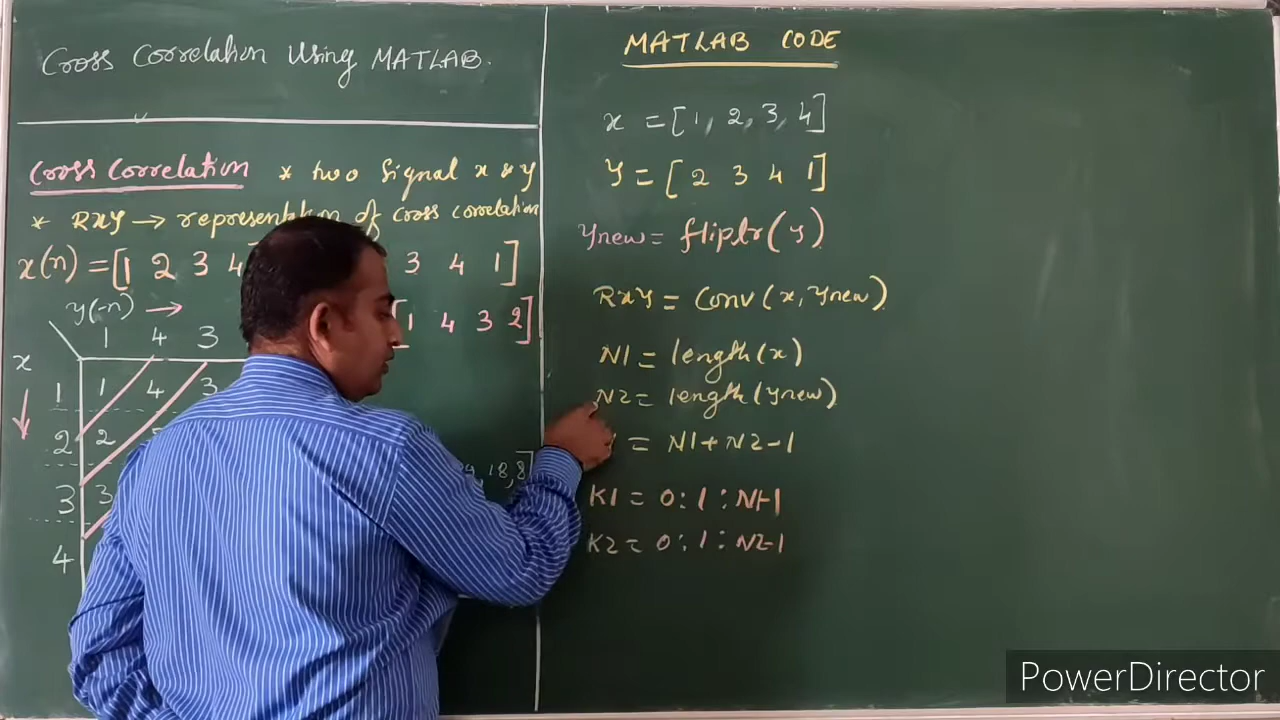 Cross Correlation Using MATLAB.
Cross Correlation * two Signal x & y
* RxY → representation of cross correlation
x(n) = [1 2 3 4 3 4 1]
y(-n) → [1 4 3 2]
1 4 3
x
1 1 4 3
2 2
3 3
4
, 18, 8]
MATLAB CODE
x = [1, 2, 3, 4]
Y = [2 3 4 1]
Ynew = fliplr(y)
RxY = Conv(x, Ynew)
N1 = length(x)
N2 = length(Ynew)
= N1 + N2 - 1
K1 = 0:1:N1-1
K2 = 0:1:N2-1
PowerDirector